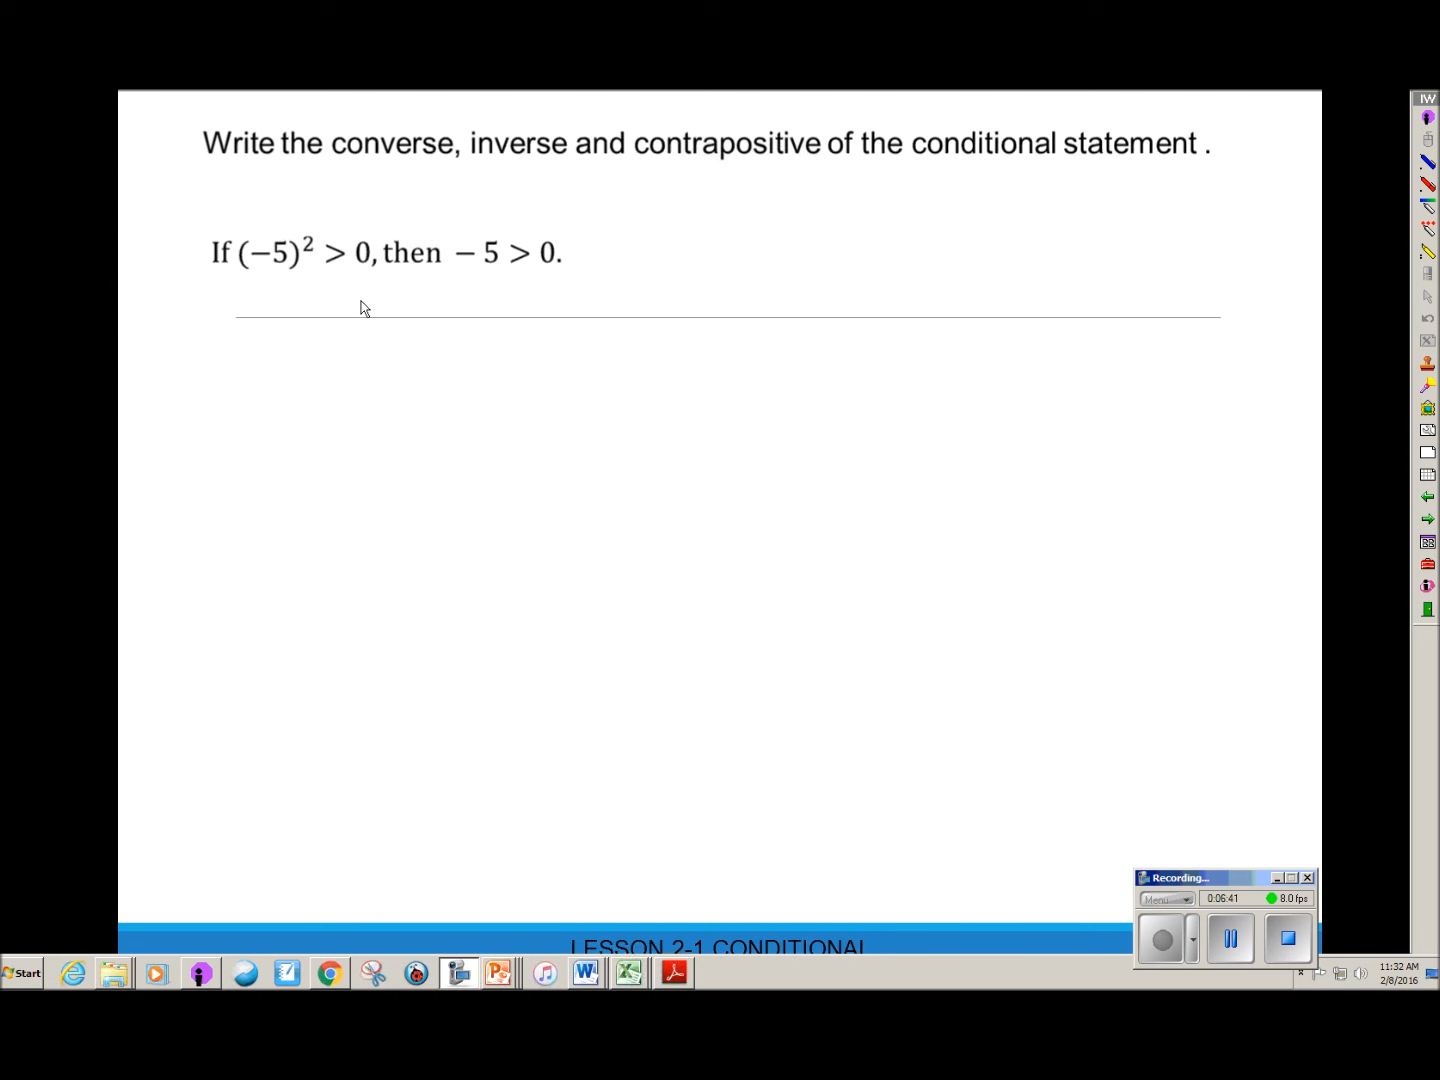 Write the converse, inverse and contrapositive of the conditional statement .
IW
If (−5)² > 0, then − 5 > 0.
Recording...
Menu
0:06:41
8.0 fps
LESSON 2-1 CONDITIONAL
Start
11:32 AM
2/8/2016